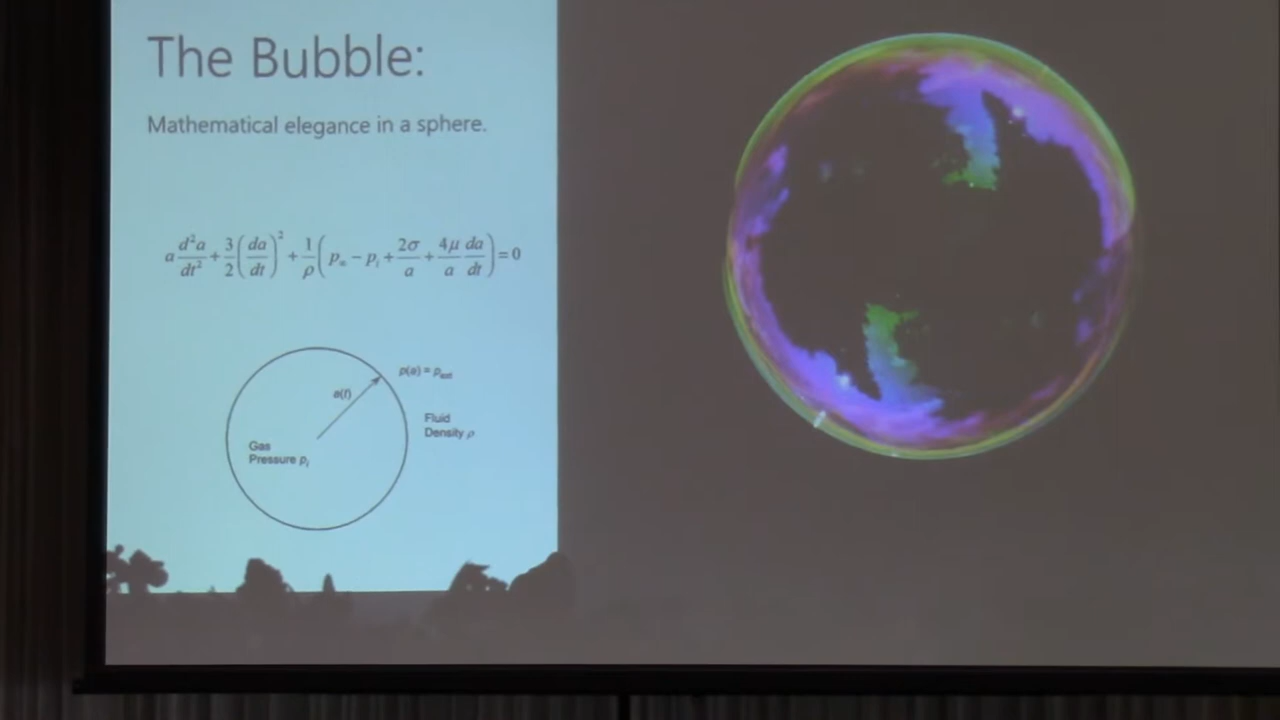 The Bubble:
Mathematical elegance in a sphere.
a d²a/dt² + 3/2 (da/dt)² + 1/ρ (p∞ − pᵢ + 2σ/a + 4μ/a da/dt) = 0
p(a) = pext
a(t)
Fluid
Density ρ
Gas
Pressure pᵢ